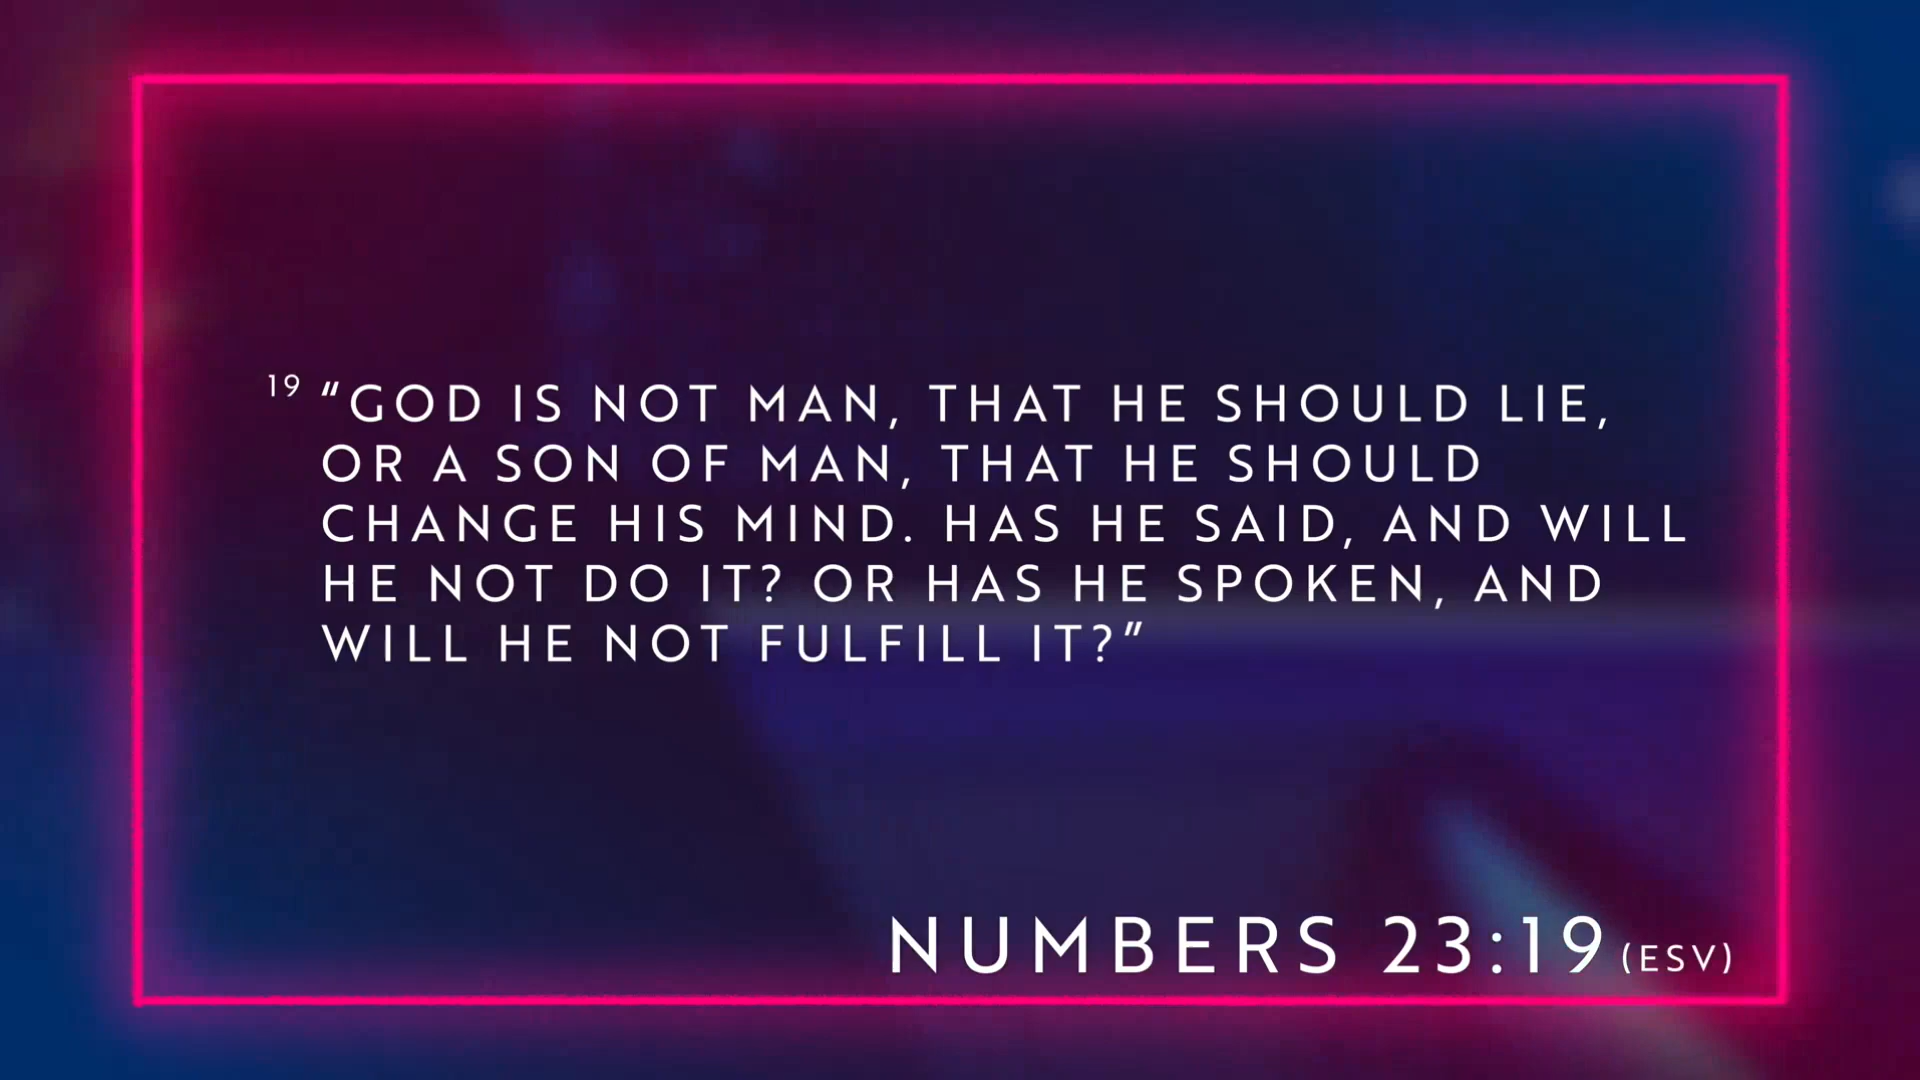 19 “GOD IS NOT MAN, THAT HE SHOULD LIE,
OR A SON OF MAN, THAT HE SHOULD
CHANGE HIS MIND. HAS HE SAID, AND WILL
HE NOT DO IT? OR HAS HE SPOKEN, AND
WILL HE NOT FULFILL IT?”
NUMBERS 23:19 (ESV)